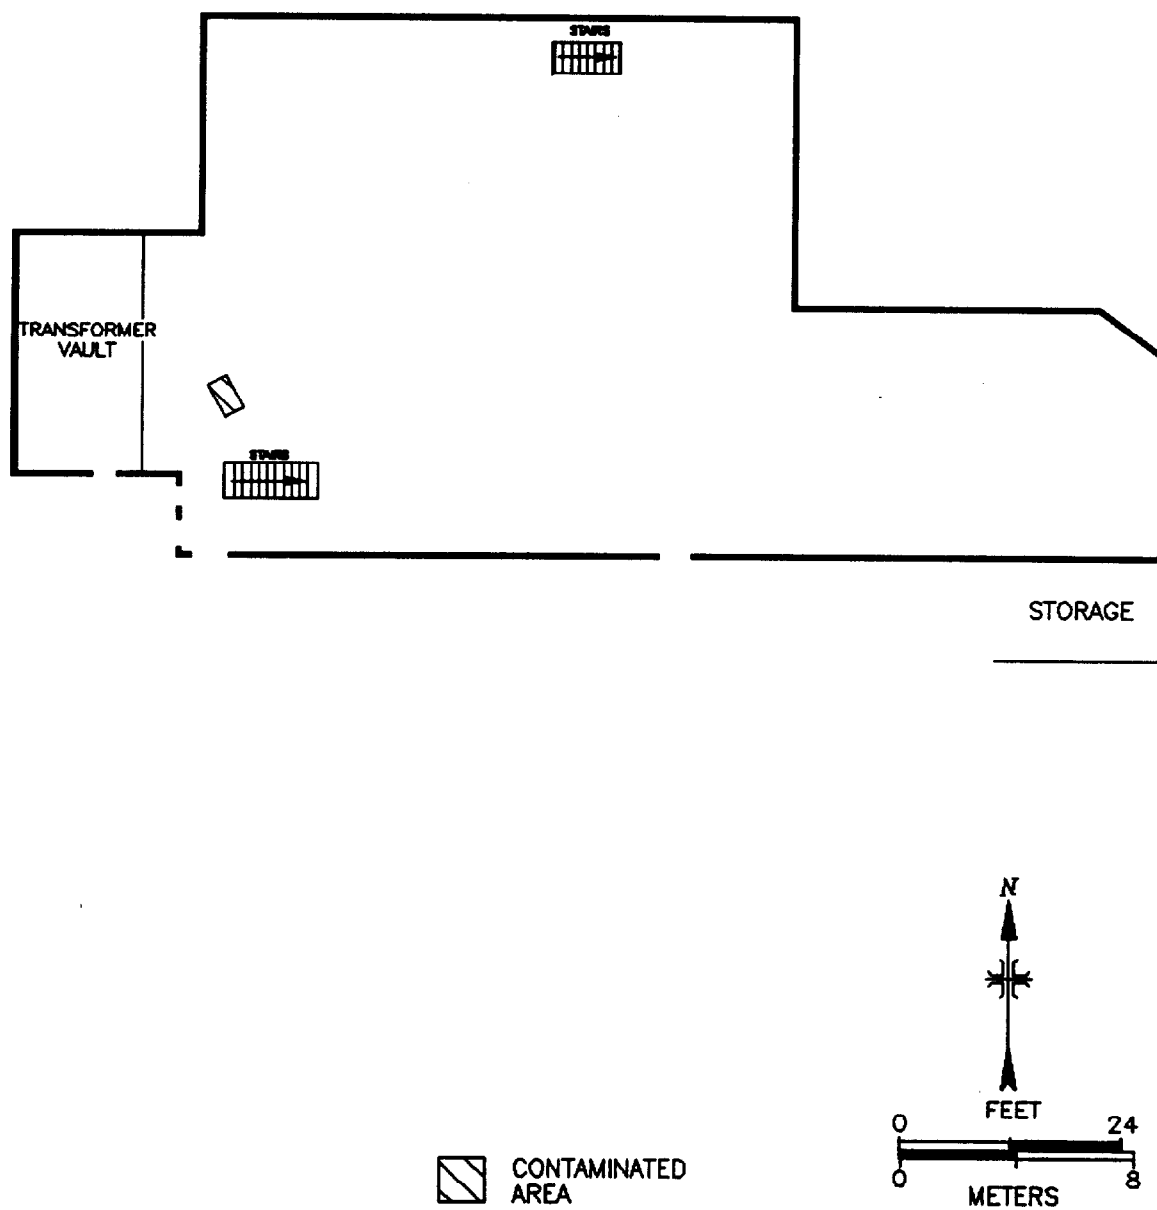 STAIRS
TRANSFORMER
VAULT
STAIRS
STORAGE
N
FEET
0 24
0 8
METERS
CONTAMINATED
AREA